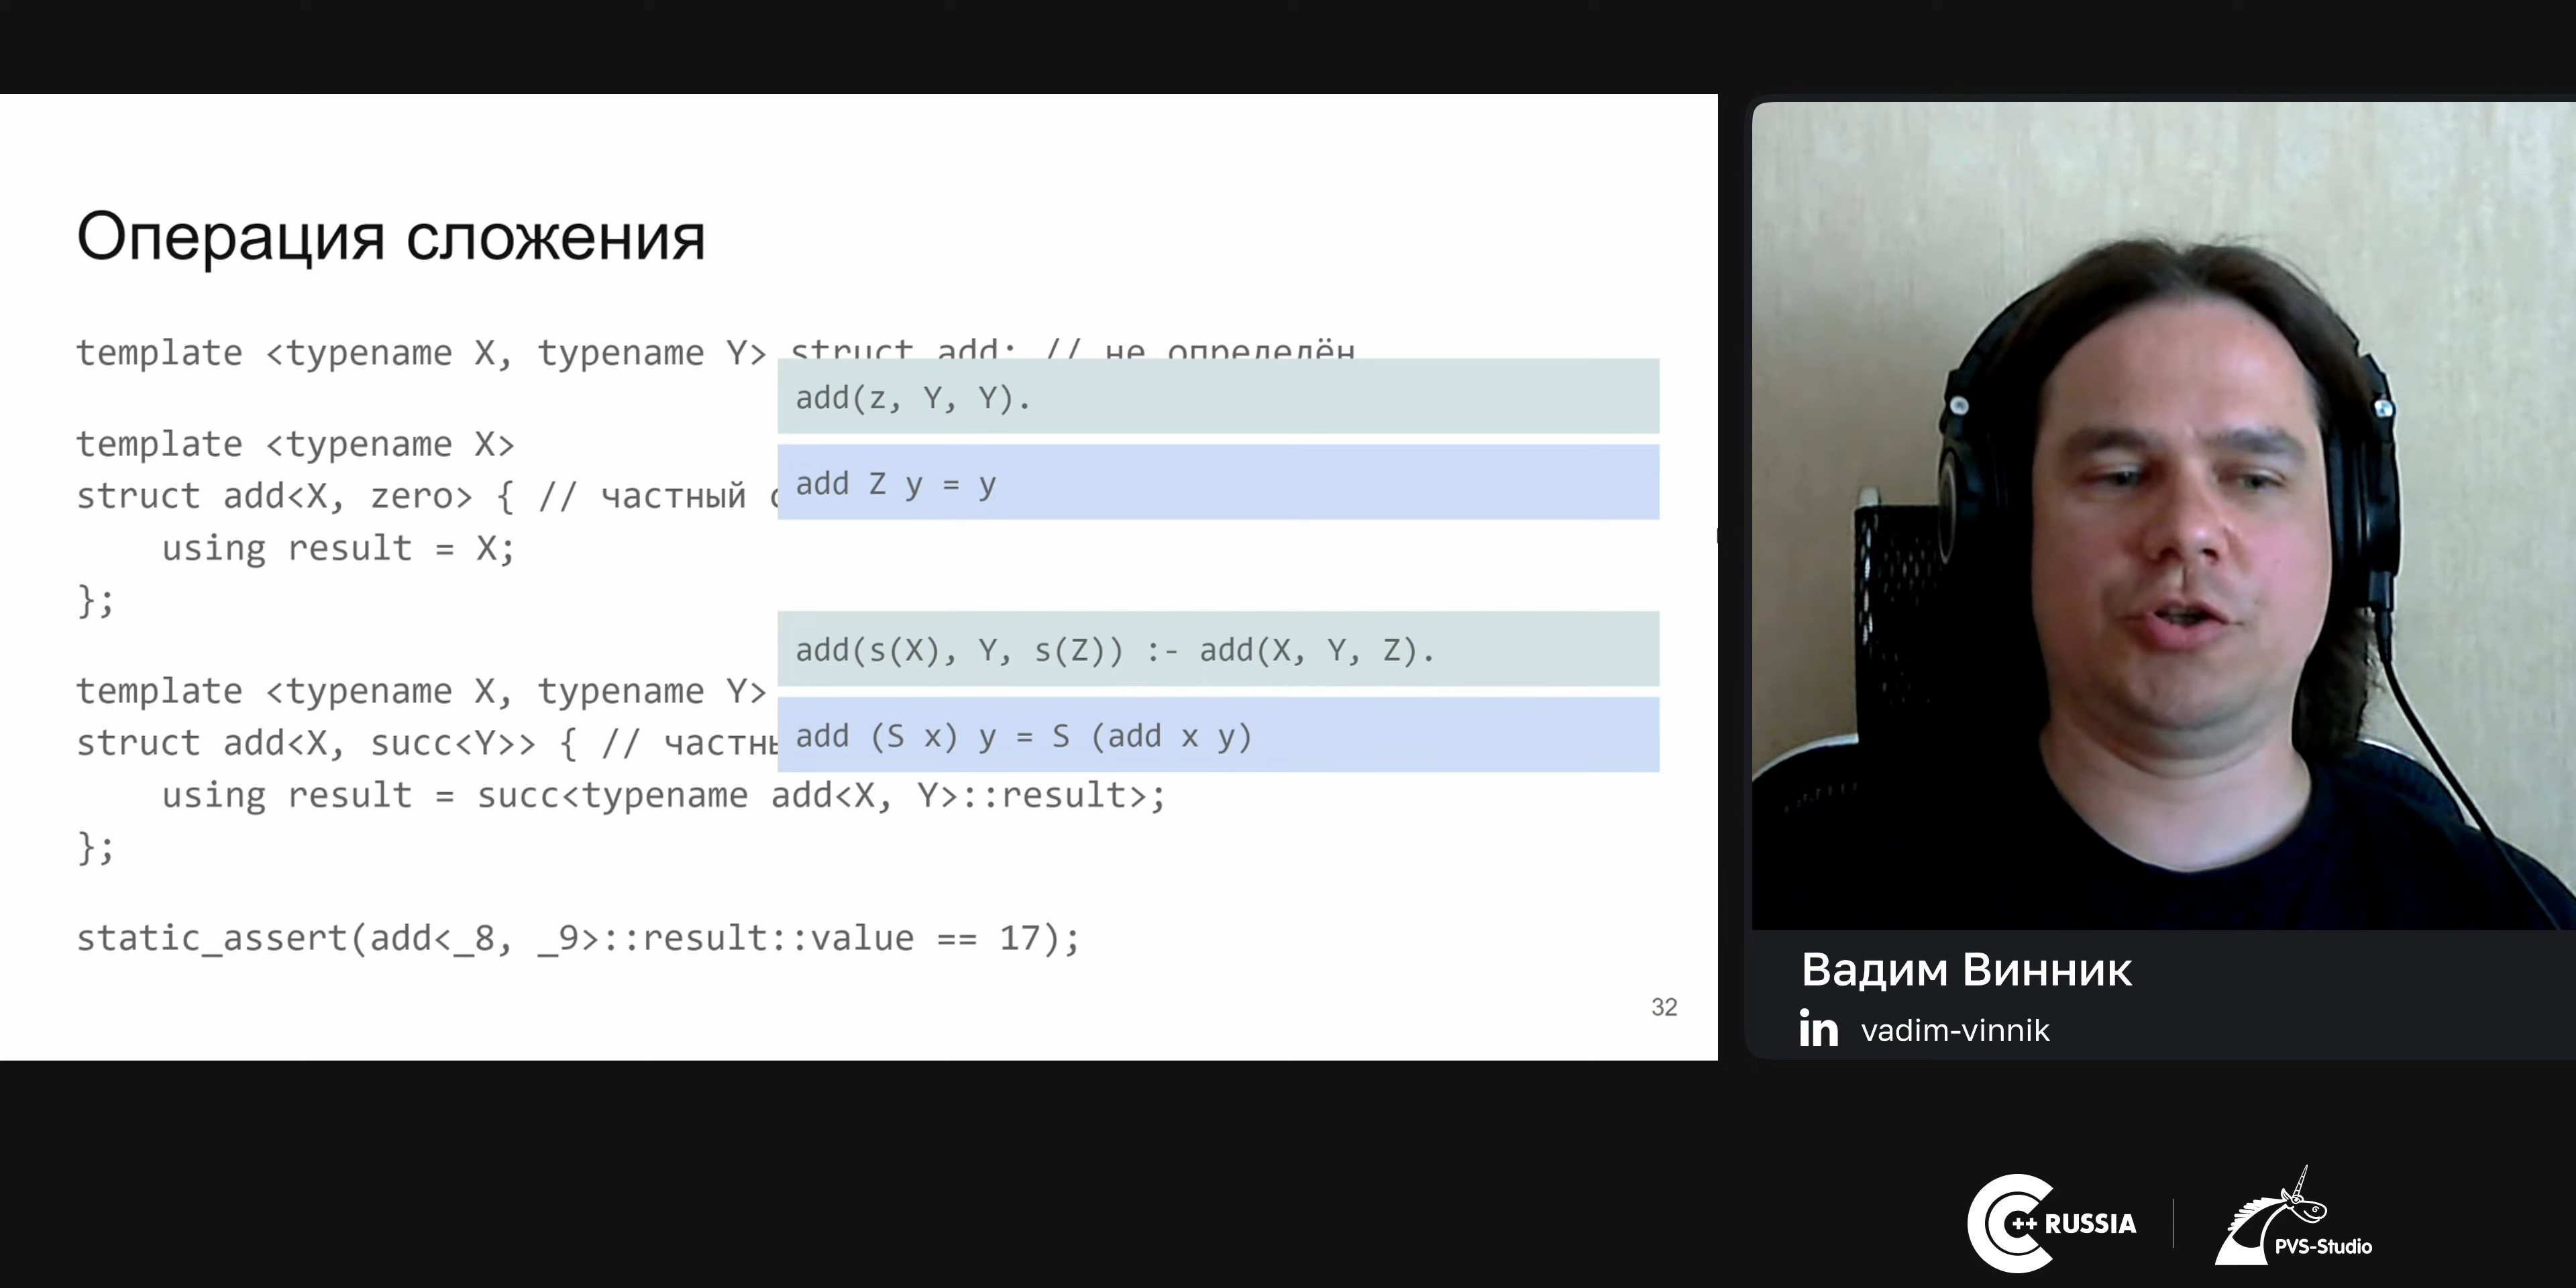 Операция сложения
template <typename X, typename Y> struct add; // не определён
add(z, Y, Y).
template <typename X>
add Z y = y
struct add<X, zero> { // частный
using result = X;
};
add(s(X), Y, s(Z)) :- add(X, Y, Z).
template <typename X, typename Y>
add (S x) y = S (add x y)
struct add<X, succ<Y>> { //
using result = succ<typename add<X, Y>::result>;
};
static_assert(add<_8, _9>::result::value == 17);
32
Вадим Винник
in vadim-vinnik
C++ RUSSIA
PVS-Studio